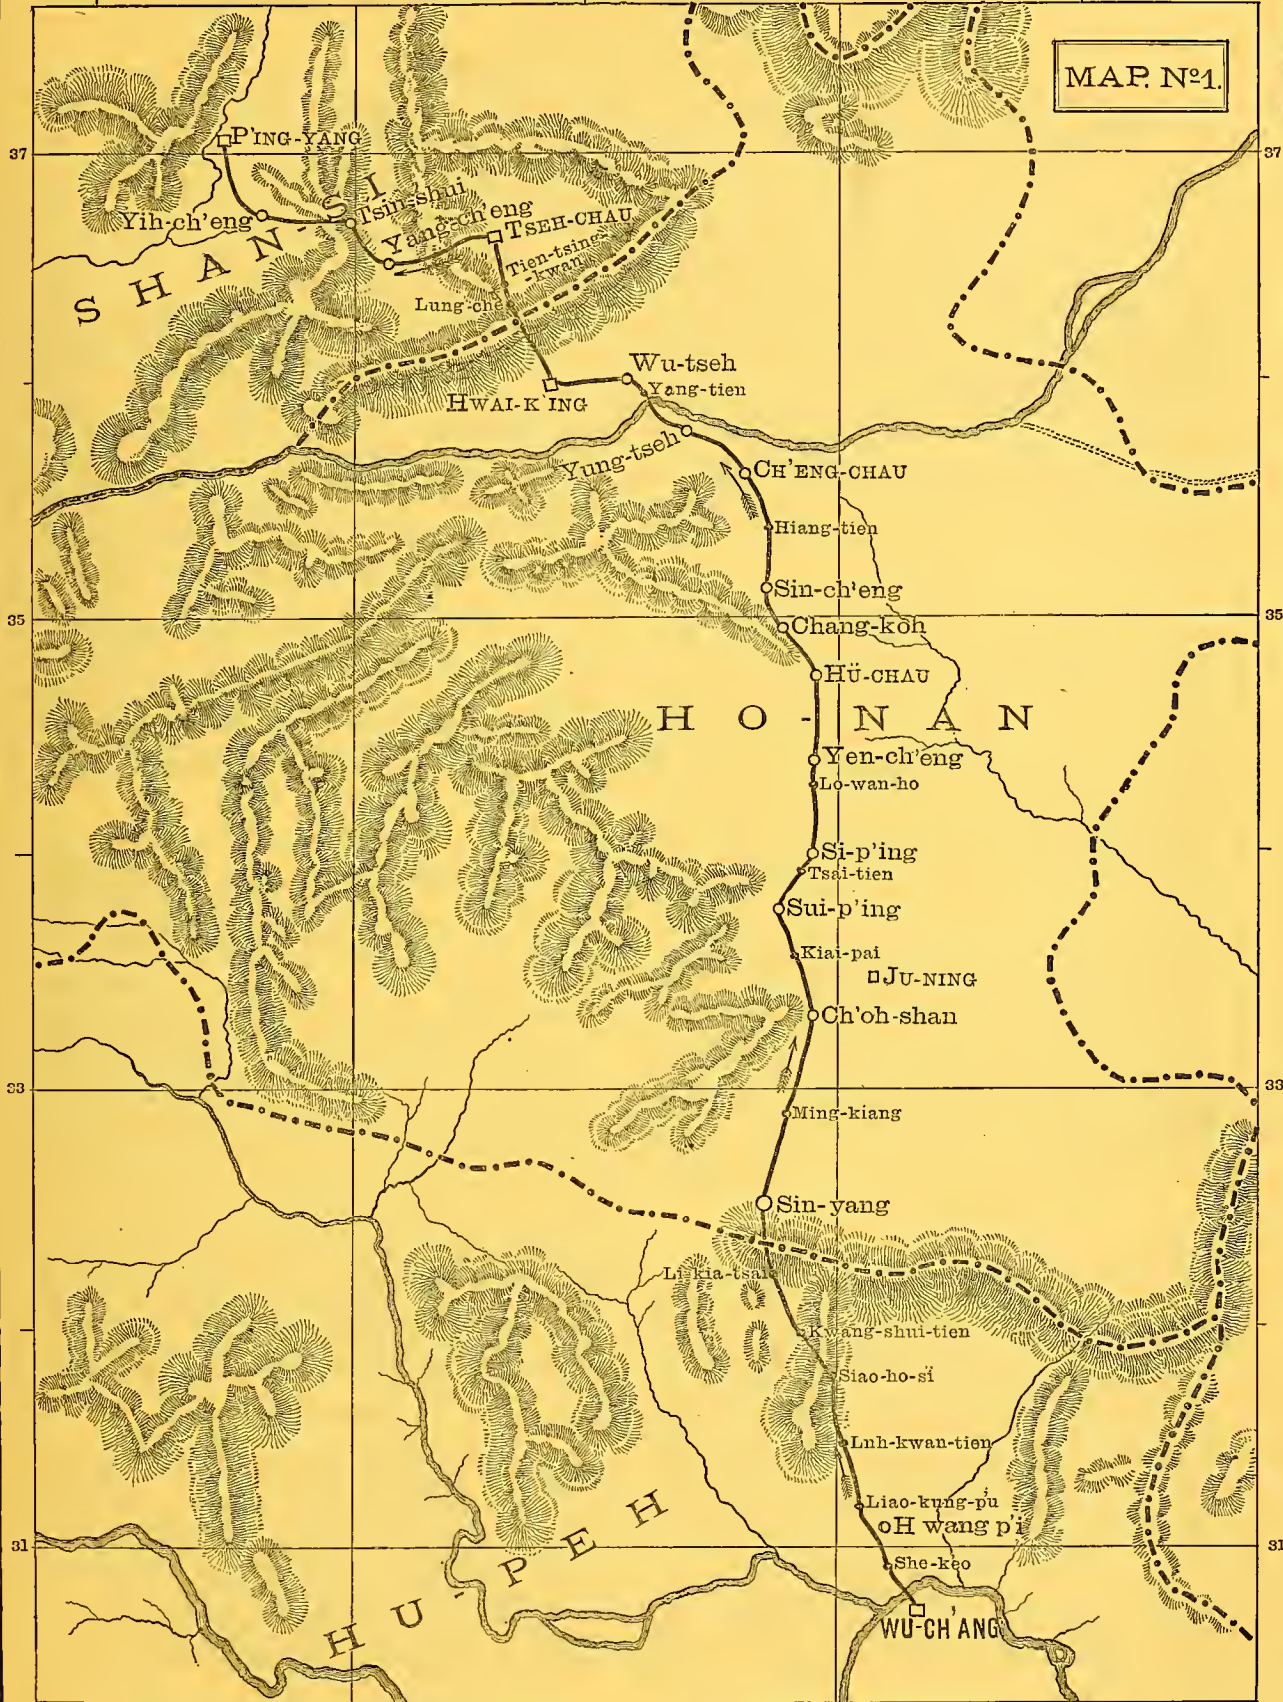 MAP. Nº1.
37
P'ING-YANG
37
Yih-ch'eng
Tsin-shui
SHAN-SI
Yang-ch'eng
TSEH-CHAU
Tien-tsing-
-kwan
Lung-che
Wu-tseh
Yang-tien
HWAI-K'ING
Yung-tseh
CH'ENG-CHAU
Hiang-tien
Sin-ch'eng
35
35
Chang-koh
HÜ-CHAU
HO-NAN
Yen-ch'eng
Lo-wan-ho
Si-p'ing
Tsai-tien
Sui-p'ing
Kiai-pai
JU-NING
Ch'oh-shan
33
33
Ming-kiang
Sin-yang
Li-kia-tsai
Kwang-shui-tien
Siao-ho-sï
Lnh-kwan-tien
Liao-kung-p'u
H wang p'i
31
31
She-keo
HU-PEH
WU-CH'ANG